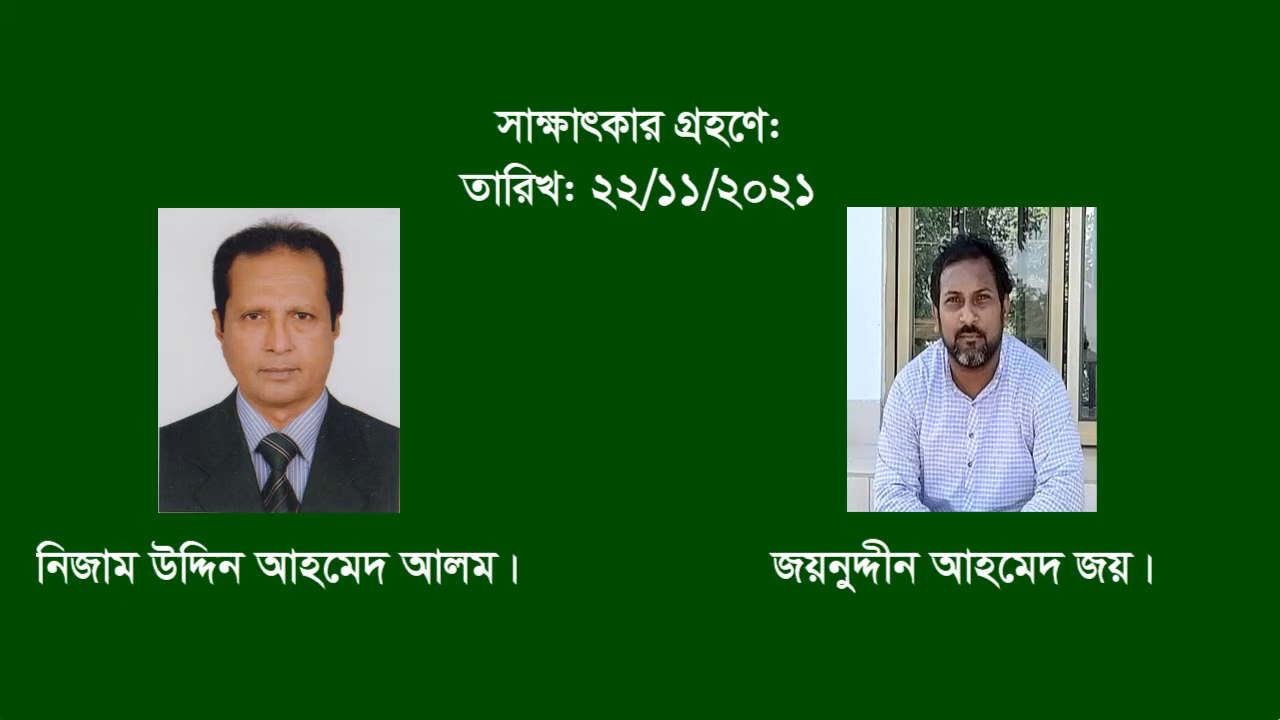 সাক্ষাৎকার গ্রহণে:
তারিখ: ২২/১১/২০২১
নিজাম উদ্দিন আহমেদ আলম।
জয়নুদ্দীন আহমেদ জয়।